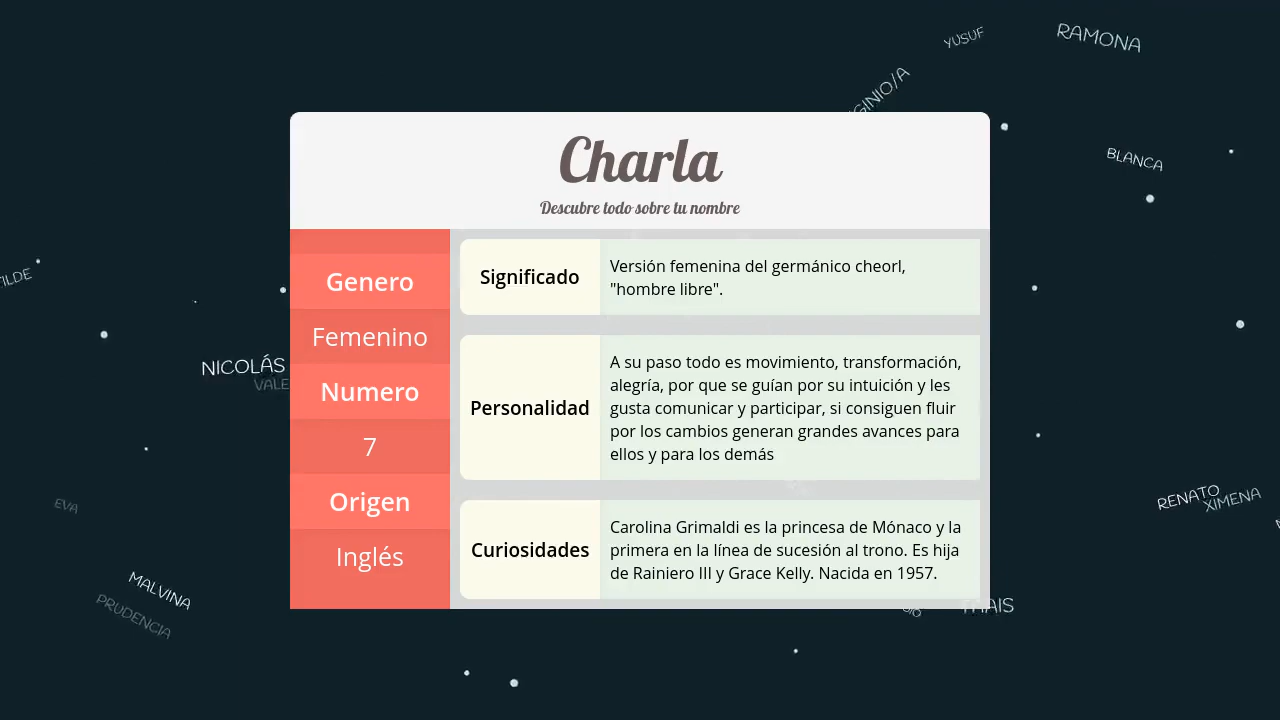 YUSUF
RAMONA
GINIO/A
BLANCA
Charla
Descubre todo sobre tu nombre
Genero
Femenino
Numero
7
Origen
Inglés
Significado
Versión femenina del germánico cheorl,
"hombre libre".
Personalidad
A su paso todo es movimiento, transformación,
alegría, por que se guían por su intuición y les
gusta comunicar y participar, si consiguen fluir
por los cambios generan grandes avances para
ellos y para los demás
Curiosidades
Carolina Grimaldi es la princesa de Mónaco y la
primera en la línea de sucesión al trono. Es hija
de Rainiero III y Grace Kelly. Nacida en 1957.
ILDE
NICOLÁS
VALE
EVA
MALVINA
PRUDENCIA
RENATO
XIMENA
THAIS